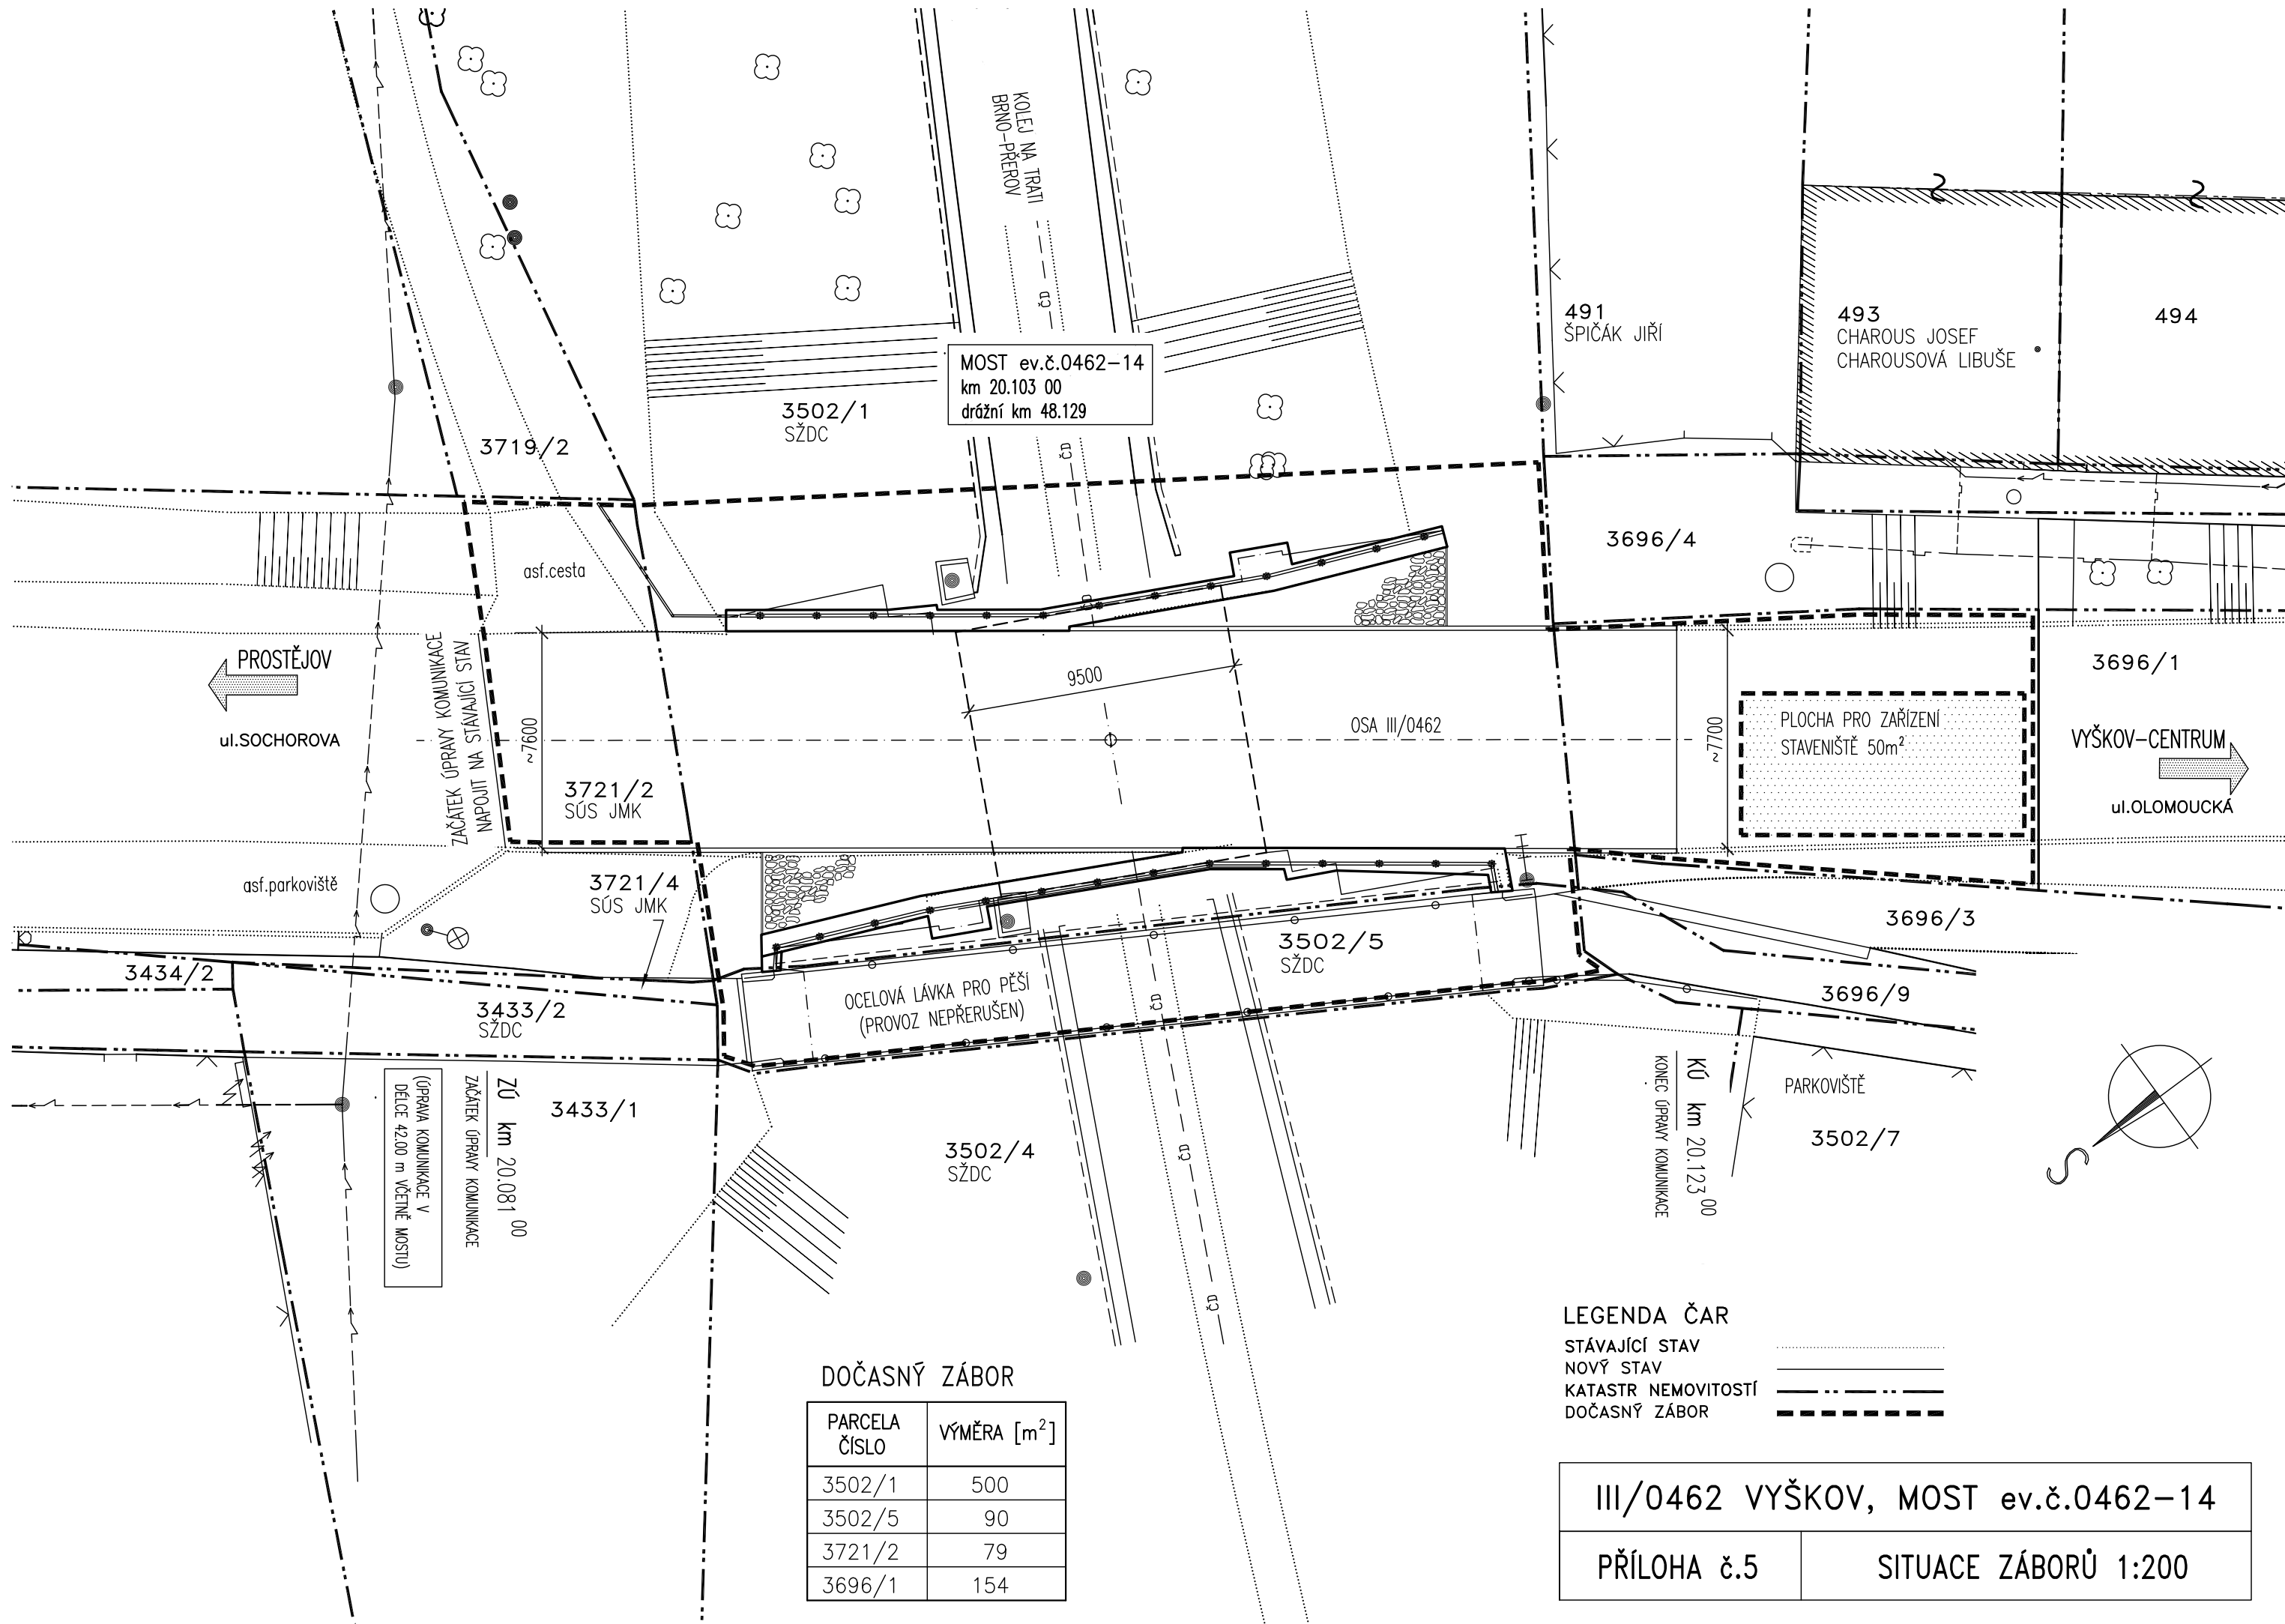 KOLEJ NA TRATI
BRNO-PŘEROV
ČD
ČD
MOST ev.č.0462-14
km 20.103 00
drážní km 48.129
491
ŠPIČÁK JIŘÍ
493
CHAROUS JOSEF
CHAROUSOVÁ LIBUŠE
494
3719/2
3502/1
SŽDC
3696/4
asf.cesta
PROSTĚJOV
ul.SOCHOROVA
ZAČÁTEK ÚPRAVY KOMUNIKACE
NAPOJIT NA STÁVAJÍCÍ STAV
~7600
3721/2
SÚS JMK
9500
OSA III/0462
~7700
PLOCHA PRO ZAŘÍZENÍ
STAVENIŠTĚ 50m²
3696/1
VYŠKOV-CENTRUM
ul.OLOMOUCKÁ
asf.parkoviště
3721/4
SÚS JMK
3434/2
3433/2
SŽDC
3502/5
SŽDC
OCELOVÁ LÁVKA PRO PĚŠÍ
(PROVOZ NEPŘERUŠEN)
ČD
3696/3
3696/9
(ÚPRAVA KOMUNIKACE V
DÉLCE 42.00 m VČETNĚ MOSTU)
ZÚ km 20.081 00
ZAČÁTEK ÚPRAVY KOMUNIKACE
3433/1
3502/4
SŽDC
ČD
ČD
KÚ km 20.123 00
KONEC ÚPRAVY KOMUNIKACE
PARKOVIŠTĚ
3502/7
S
LEGENDA ČAR
STÁVAJÍCÍ STAV
NOVÝ STAV
KATASTR NEMOVITOSTÍ
DOČASNÝ ZÁBOR
DOČASNÝ ZÁBOR
PARCELA ČÍSLO VÝMĚRA [m²]
3502/1 500
3502/5 90
3721/2 79
3696/1 154
III/0462 VYŠKOV, MOST ev.č.0462-14
PŘÍLOHA č.5 SITUACE ZÁBORŮ 1:200